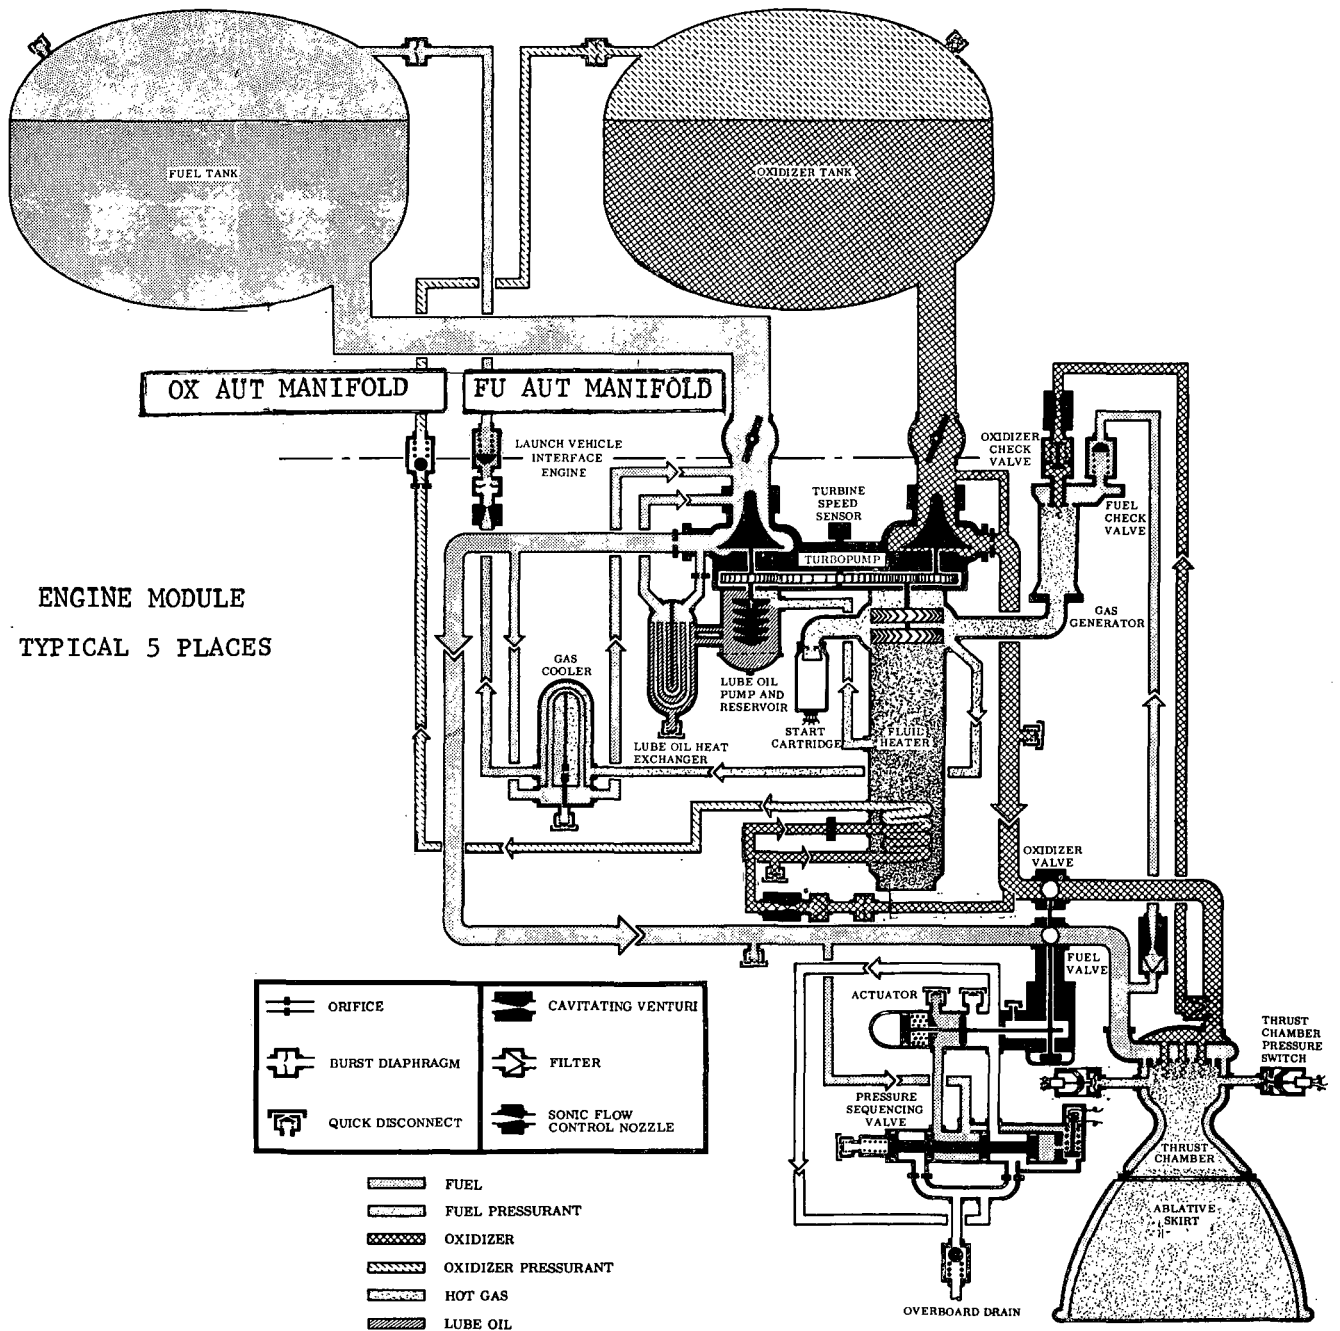 FUEL TANK
OXIDIZER TANK
OX AUT MANIFOLD
FU AUT MANIFOLD
LAUNCH VEHICLE
INTERFACE
ENGINE
OXIDIZER
CHECK
VALVE
TURBINE
SPEED
SENSOR
FUEL
CHECK
VALVE
TURBOPUMP
ENGINE MODULE
TYPICAL 5 PLACES
GAS
GENERATOR
GAS
COOLER
LUBE OIL
PUMP AND
RESERVOIR
START
CARTRIDGE
FLUID
HEATER
LUBE OIL HEAT
EXCHANGER
OXIDIZER
VALVE
FUEL
VALVE
ACTUATOR
THRUST
CHAMBER
PRESSURE
SWITCH
PRESSURE
SEQUENCING
VALVE
THRUST
CHAMBER
ABLATIVE
SKIRT
OVERBOARD DRAIN
ORIFICE
BURST DIAPHRAGM
QUICK DISCONNECT
CAVITATING VENTURI
FILTER
SONIC FLOW
CONTROL NOZZLE
FUEL
FUEL PRESSURANT
OXIDIZER
OXIDIZER PRESSURANT
HOT GAS
LUBE OIL